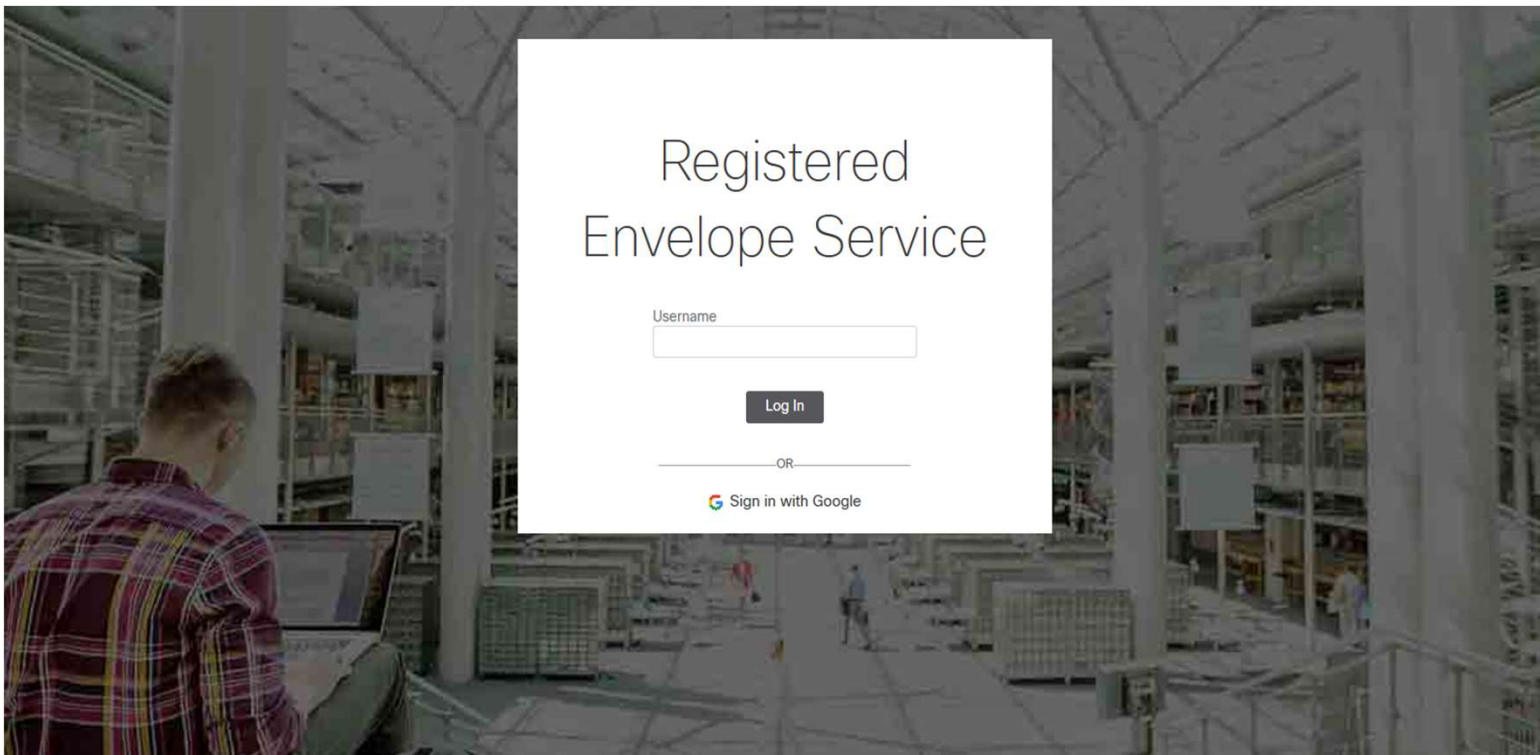 Registered
Envelope Service
Username
Log In
OR
Sign in with Google